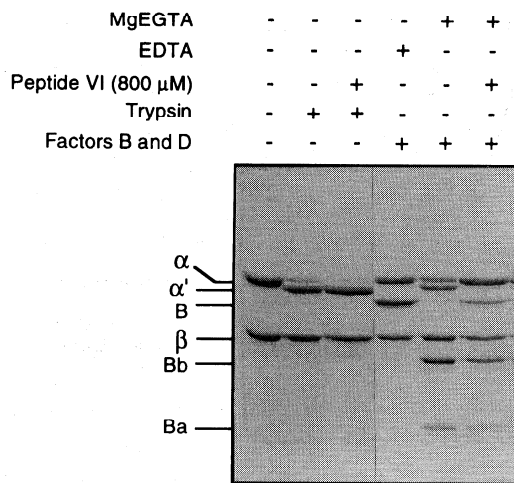 MgEGTA - - - - + +
EDTA - - - + - -
Peptide VI (800 μM) - - + - - +
Trypsin - + + - - -
Factors B and D - - - + + +
α
α'
B
β
Bb
Ba